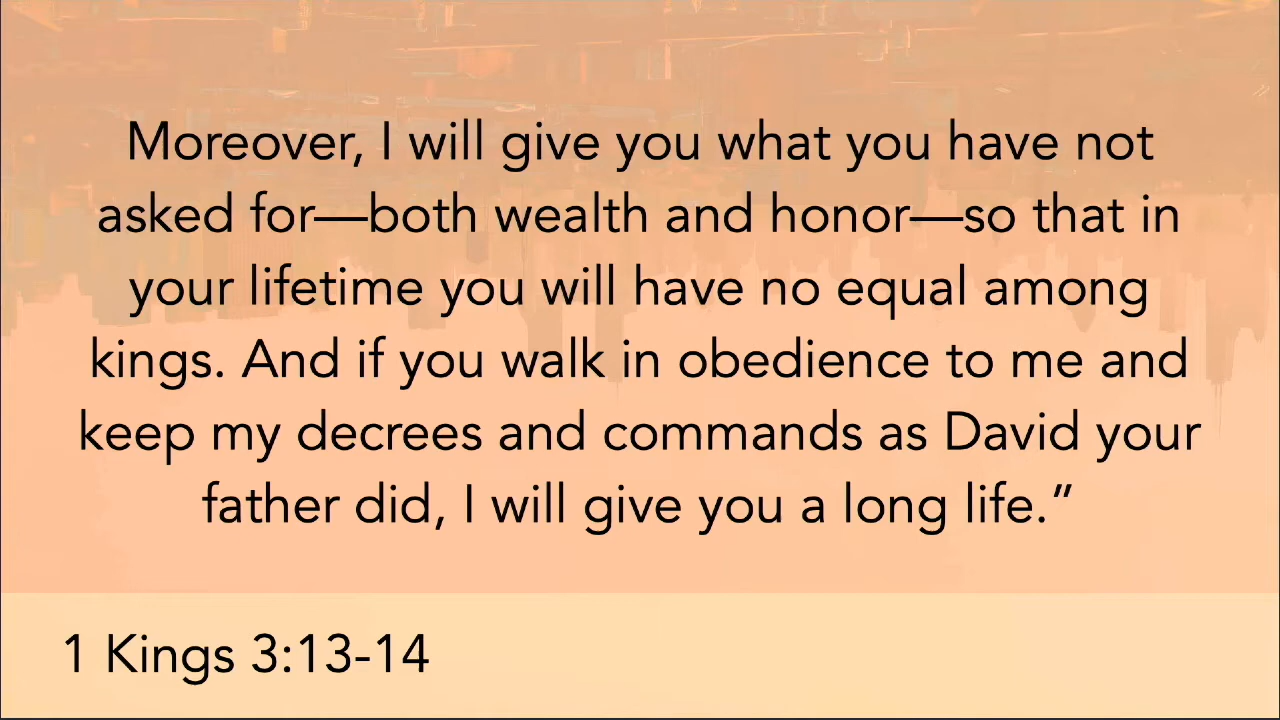 Moreover, I will give you what you have not
asked for—both wealth and honor—so that in
your lifetime you will have no equal among
kings. And if you walk in obedience to me and
keep my decrees and commands as David your
father did, I will give you a long life.”
1 Kings 3:13-14